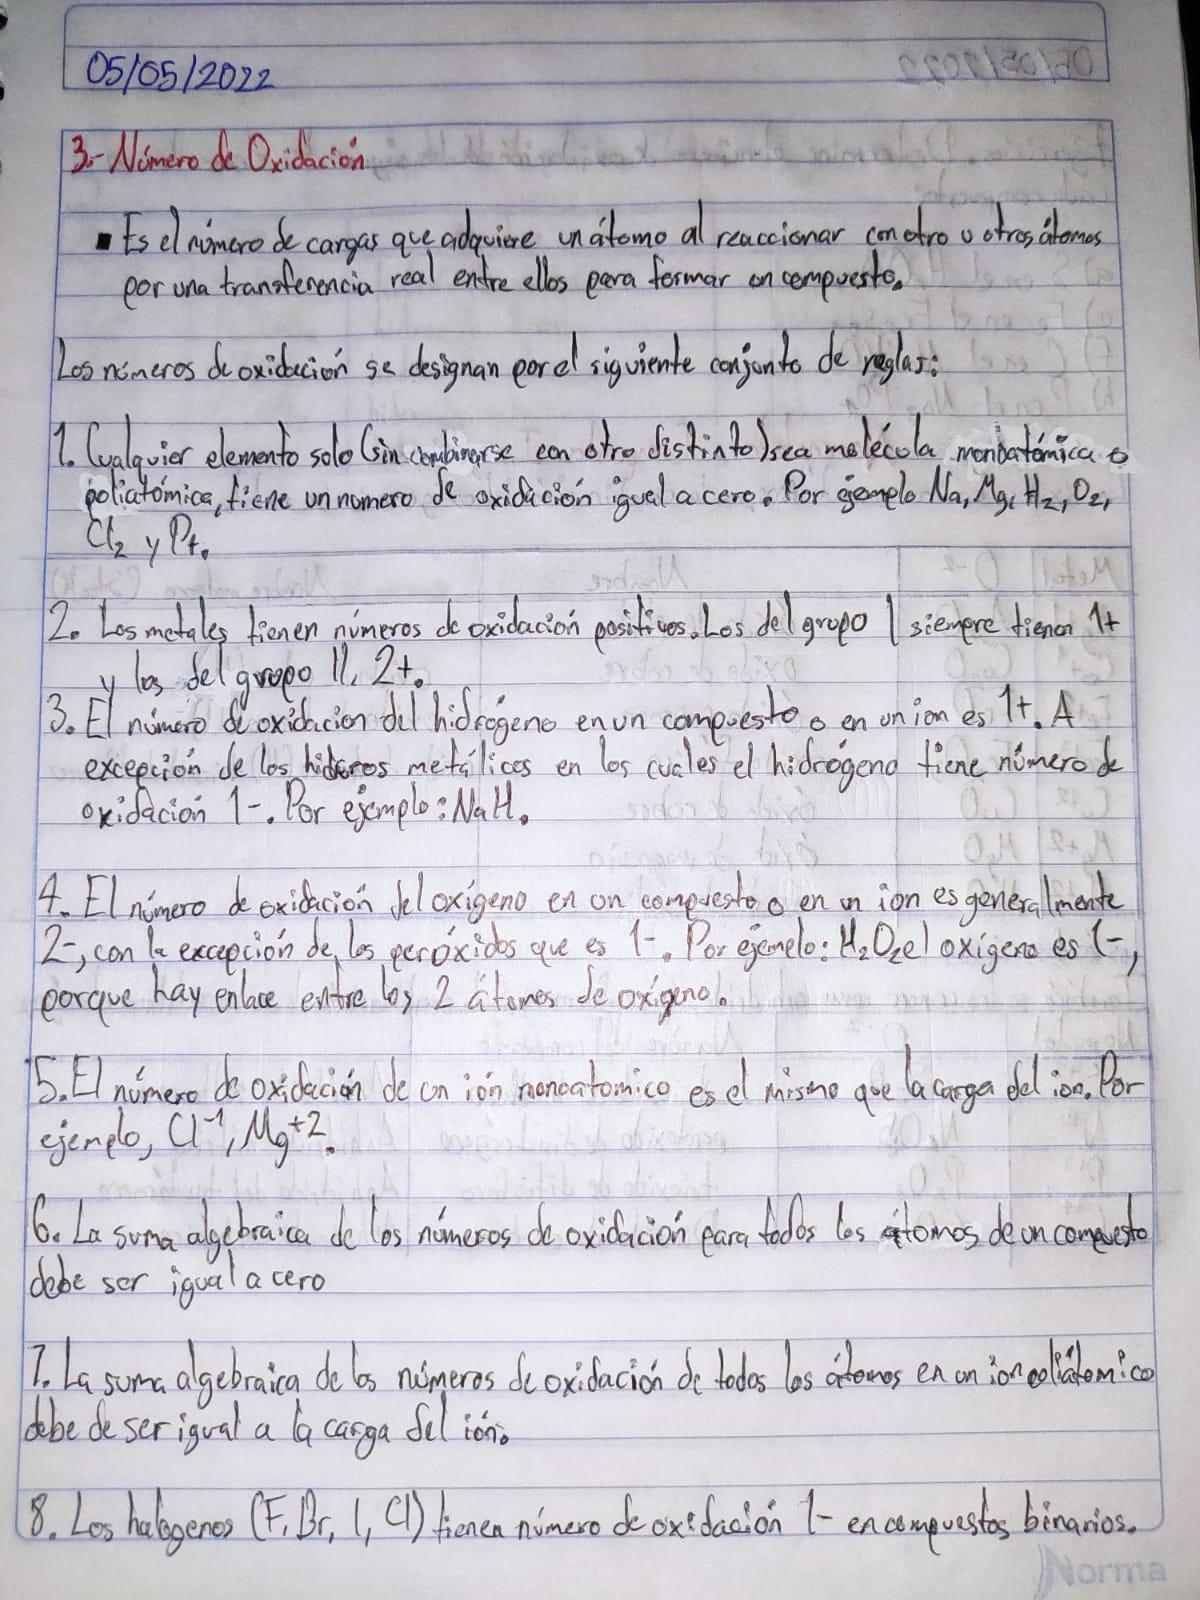 05/05/2022
3.- Número de Oxidación
▪ Es el número de cargas que adquiere un átomo al reaccionar con otro u otros átomos
por una transferencia real entre ellos para formar un compuesto.
Los números de oxidación se designan por el siguiente conjunto de reglas:
1. Cualquier elemento solo (sin combinarse con otro distinto) sea molécula monoatómica o
poliatómica, tiene un numero de oxidación igual a cero. Por ejemplo Na, Mg, H₂, O₂,
Cl₂ y Pt.
2. Los metales tienen números de oxidación positivos. Los del grupo I siempre tienen 1+
y los del grupo II, 2+.
3. El número de oxidacion del hidrógeno en un compuesto o en un ion es 1+. A
excepción de los hidruros metálicos en los cuales el hidrógeno tiene número de
oxidación 1-. Por ejemplo: NaH.
4. El número de oxidación del oxígeno en un compuesto o en un ion es generalmente
2-, con la excepción de los peróxidos que es 1-. Por ejemplo: H₂O₂ el oxígeno es 1-,
porque hay enlace entre los 2 átomos de oxígeno.
5. El número de oxidación de un ión monoatomico es el mismo que la carga del ion. Por
ejemplo, Cl⁻¹, Mg⁺2.
6. La suma algebraica de los números de oxidación para todos los átomos de un compuesto
debe ser igual a cero
7. La suma algebraica de los números de oxidación de todos los átomos en un ion poliátomico
debe de ser igual a la carga del ión.
8. Los halógenos (F, Br, I, Cl) tienen número de oxidación 1- en compuestos binarios.
Norma